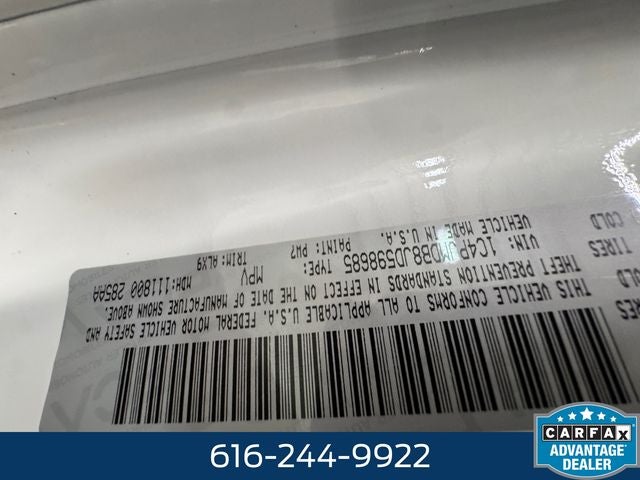 THIS VEHICLE CONFORMS TO ALL APPLICABLE U.S.A. FEDERAL MOTOR VEHICLE SAFETY AND
THEFT PREVENTION STANDARDS IN EFFECT ON THE DATE OF MANUFACTURE SHOWN ABOVE.
TYPE: MPV MDH:111800 285AA
VEHICLE MADE IN U.S.A. PAINT: PW7 TRIM:ALX9
TIRES
COLD
616-244-9922
CARFAX
ADVANTAGE
DEALER